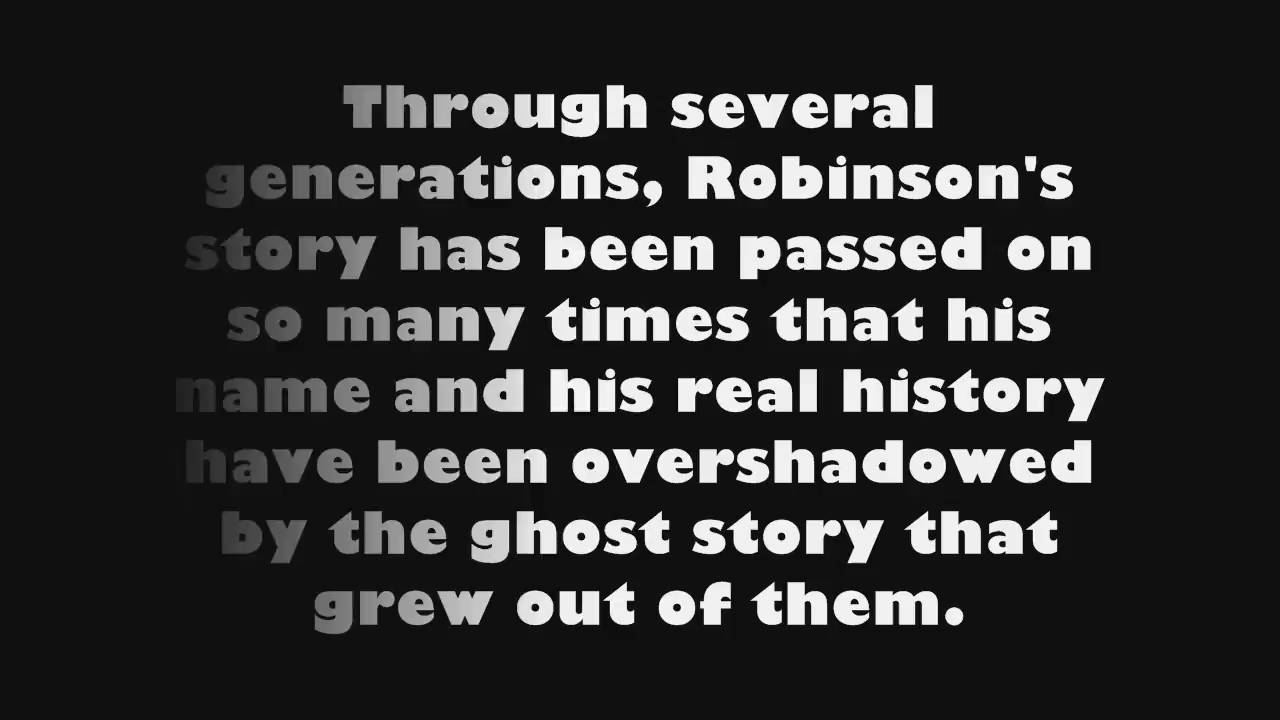 Through several
generations, Robinson's
story has been passed on
so many times that his
name and his real history
have been overshadowed
by the ghost story that
grew out of them.